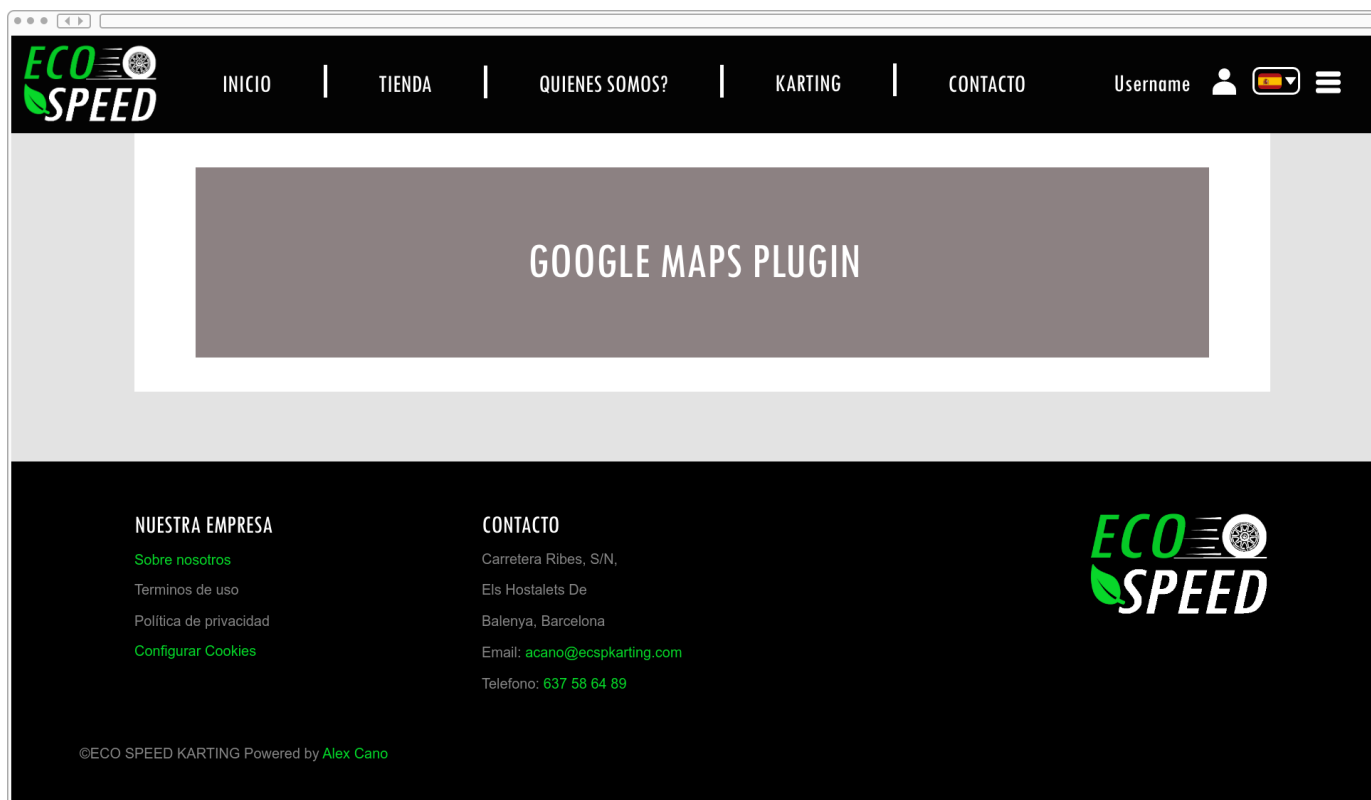 ECO
SPEED
INICIO TIENDA QUIENES SOMOS? KARTING CONTACTO Username
GOOGLE MAPS PLUGIN
NUESTRA EMPRESA
Sobre nosotros
Terminos de uso
Política de privacidad
Configurar Cookies
CONTACTO
Carretera Ribes, S/N,
Els Hostalets De
Balenya, Barcelona
Email: acano@ecspkarting.com
Telefono: 637 58 64 89
ECO
SPEED
©ECO SPEED KARTING Powered by Alex Cano